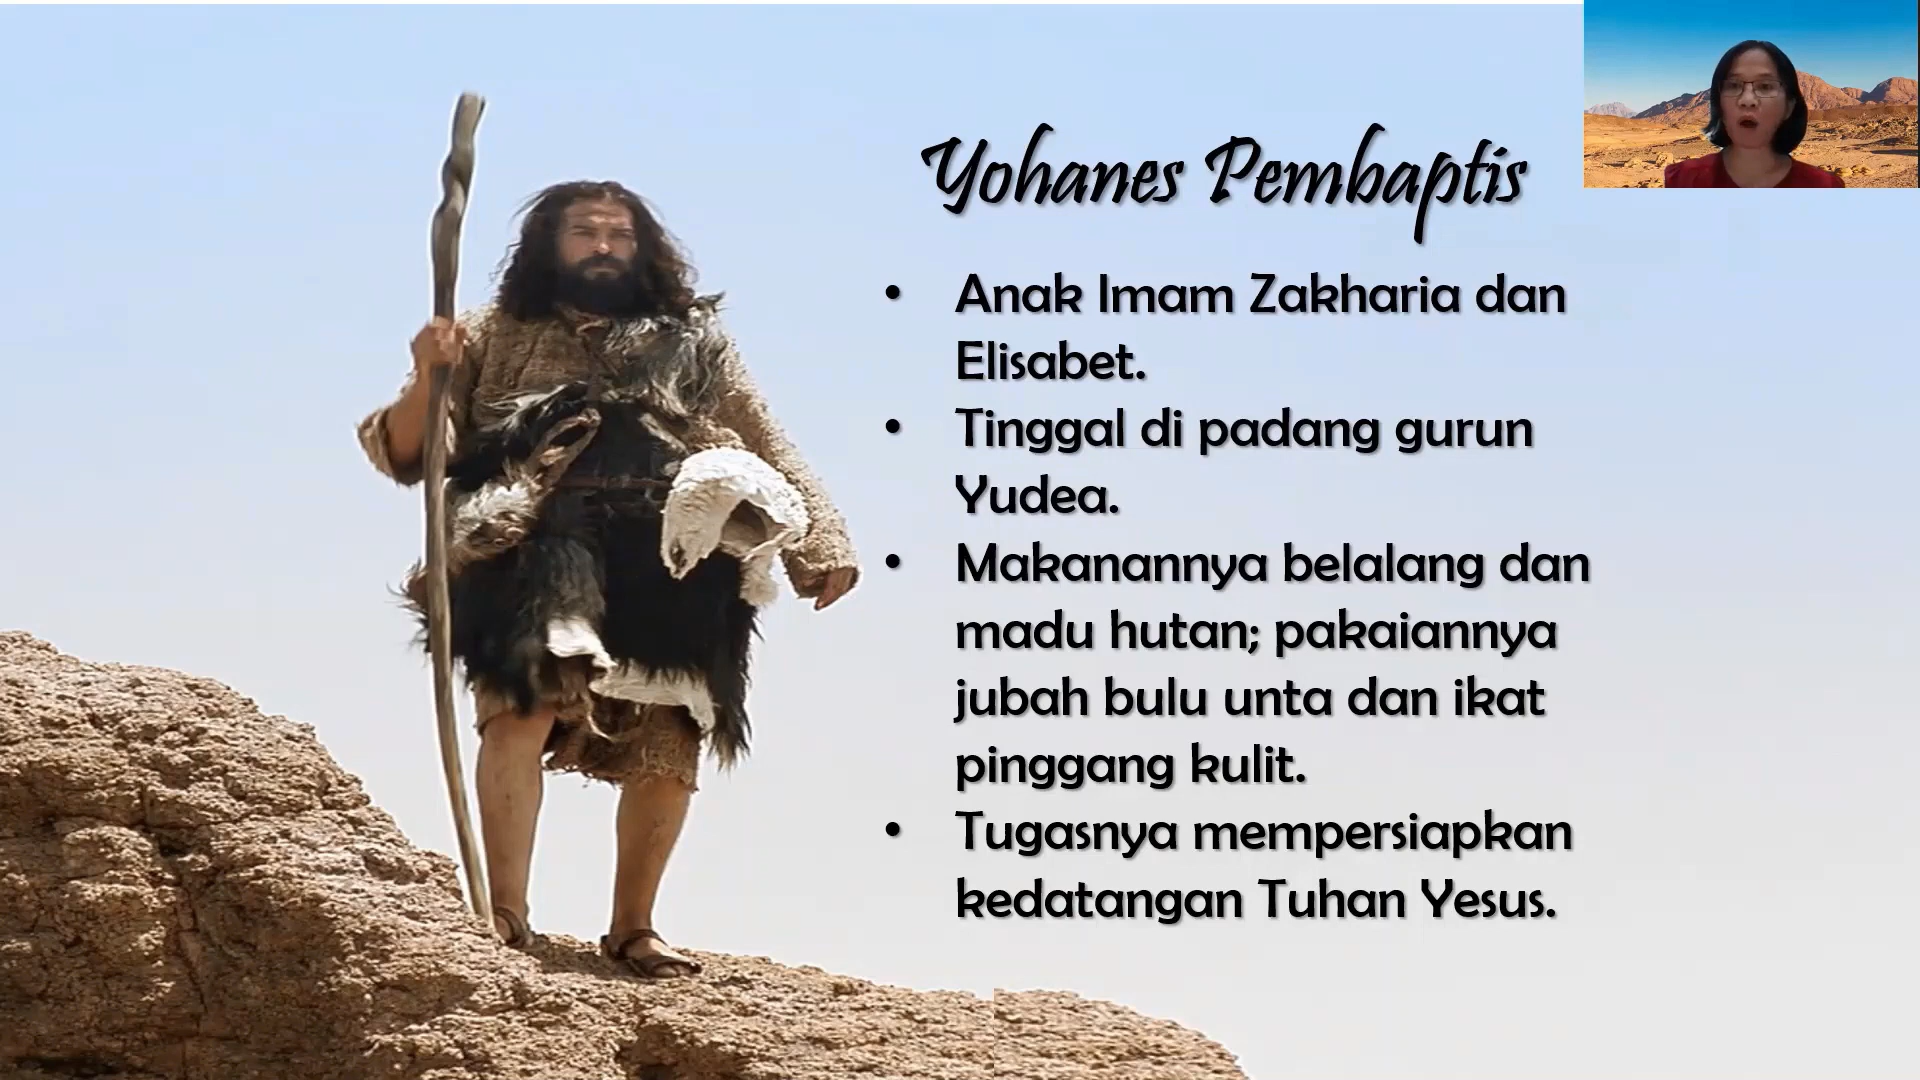 Yohanes Pembaptis
• Anak Imam Zakharia dan
Elisabet.
• Tinggal di padang gurun
Yudea.
• Makanannya belalang dan
madu hutan; pakaiannya
jubah bulu unta dan ikat
pinggang kulit.
• Tugasnya mempersiapkan
kedatangan Tuhan Yesus.